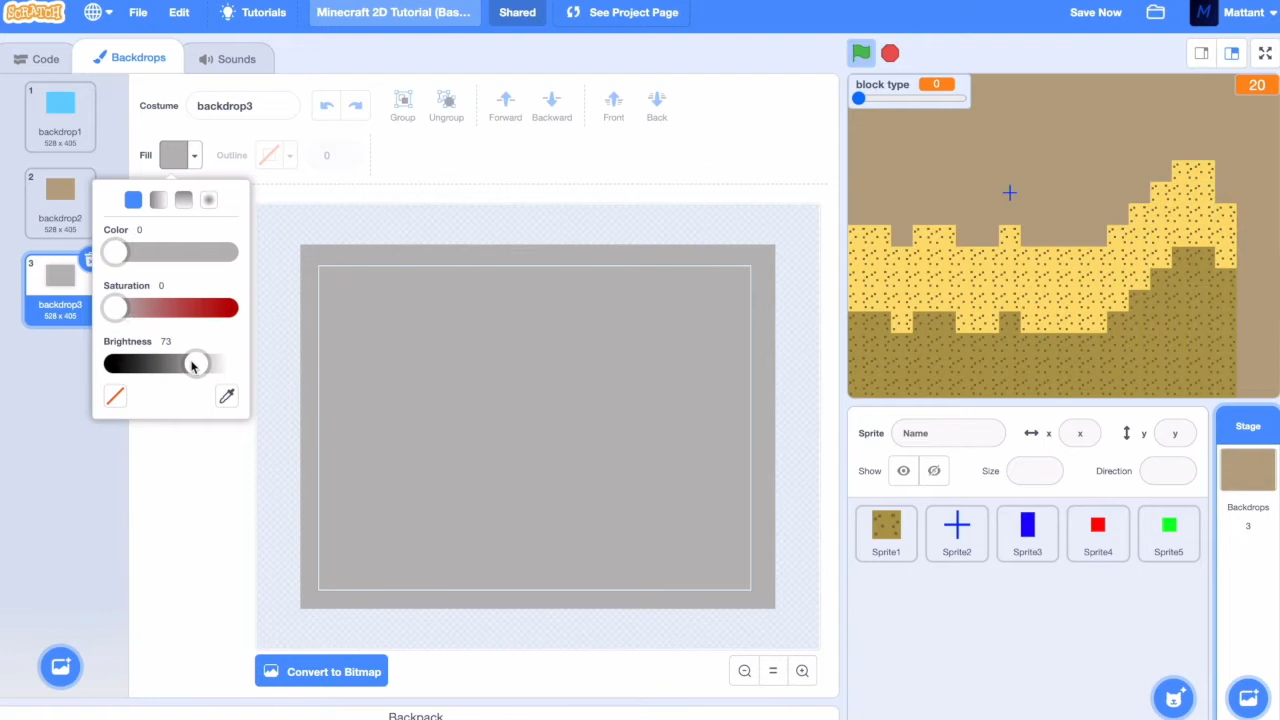 SCRATCH File Edit Tutorials Minecraft 2D Tutorial (Bas... Shared See Project Page Save Now Mattant
Code Backdrops Sounds
1
backdrop1
528 x 405
2
backdrop2
528 x 405
3
backdrop3
528 x 405
Costume backdrop3 Group Ungroup Forward Backward Front Back
Fill Outline 0
Color 0
Saturation 0
Brightness 73
Convert to Bitmap
Backpack
block type 0
20
Sprite Name x x y y
Show Size Direction
Sprite1 Sprite2 Sprite3 Sprite4 Sprite5
Stage
Backdrops
3